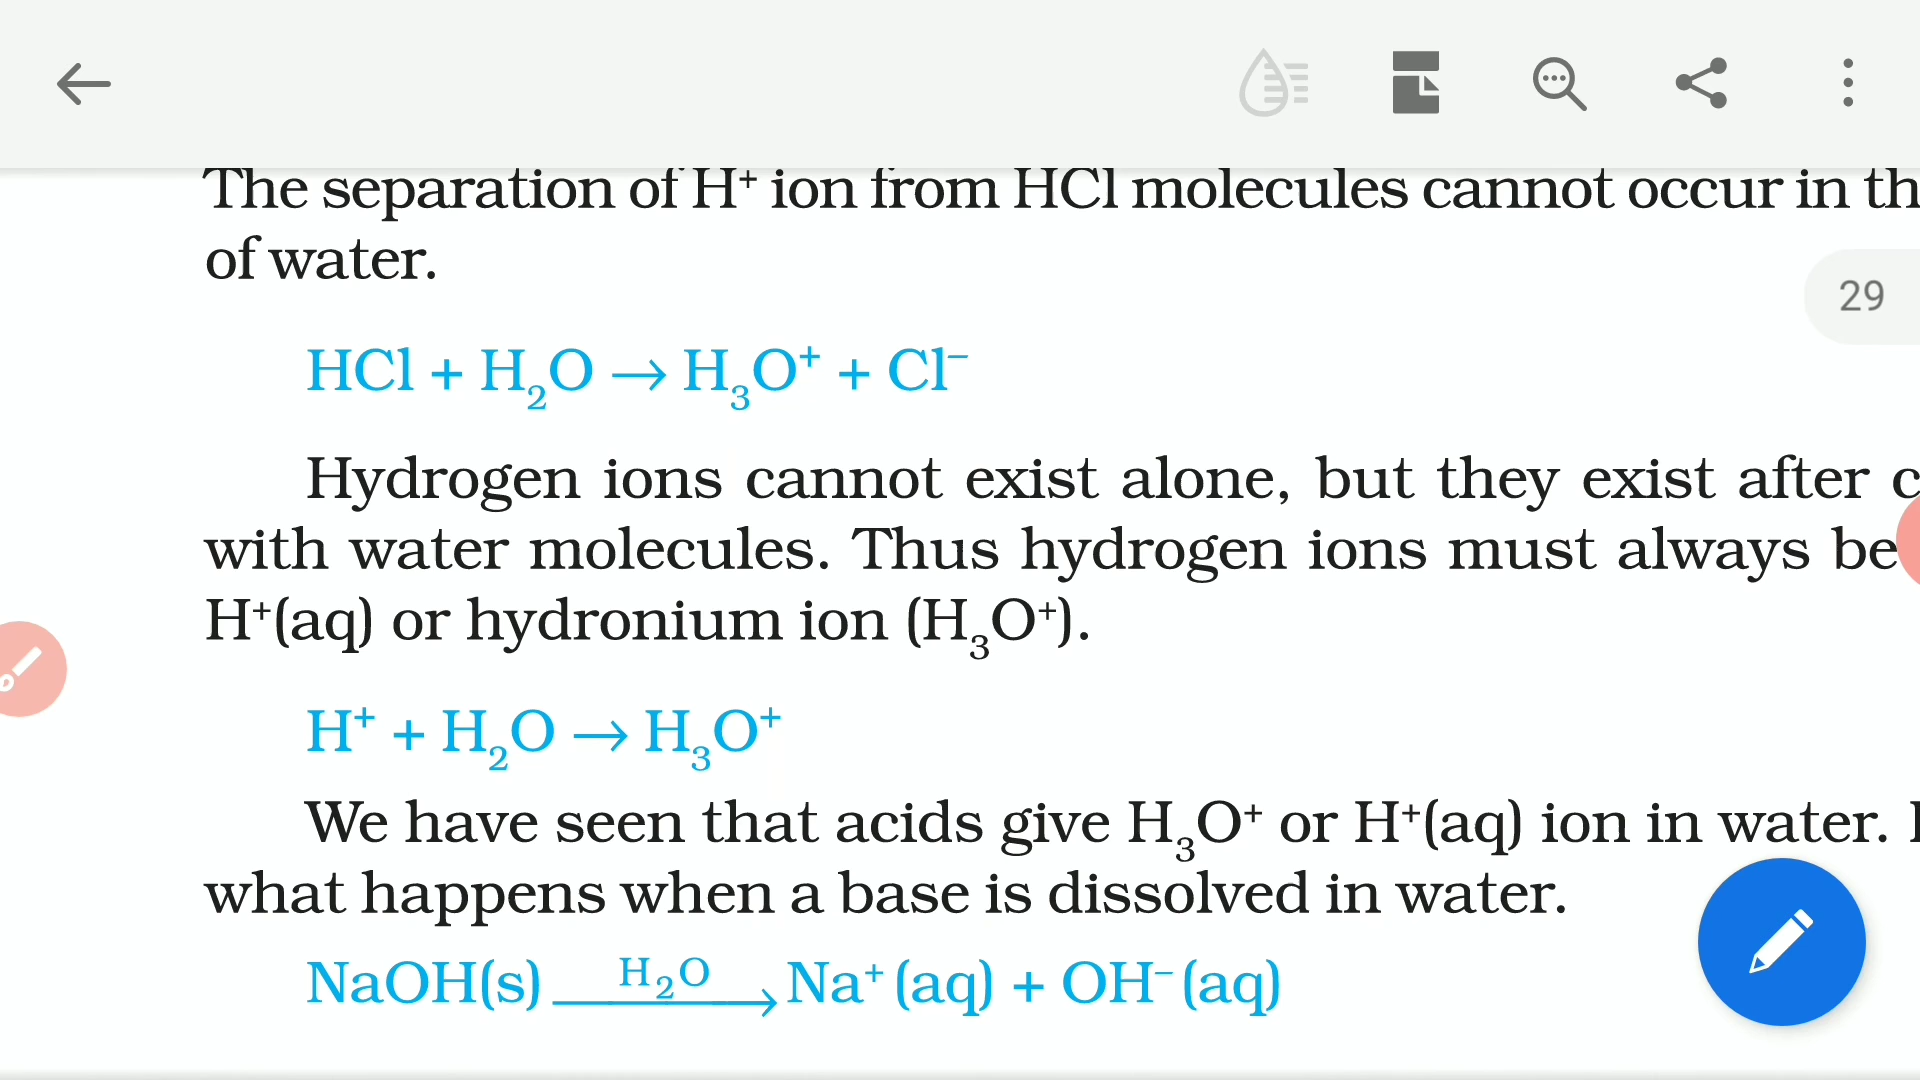 The separation of H⁺ ion from HCl molecules cannot occur in
of water.
29
HCl + H₂O → H₃O⁺ + Cl⁻
Hydrogen ions cannot exist alone, but they exist after
with water molecules. Thus hydrogen ions must always be
H⁺(aq) or hydronium ion (H₃O⁺).
H⁺ + H₂O → H₃O⁺
We have seen that acids give H₃O⁺ or H⁺(aq) ion in water.
what happens when a base is dissolved in water.
NaOH(s) —H₂O→ Na⁺(aq) + OH⁻(aq)